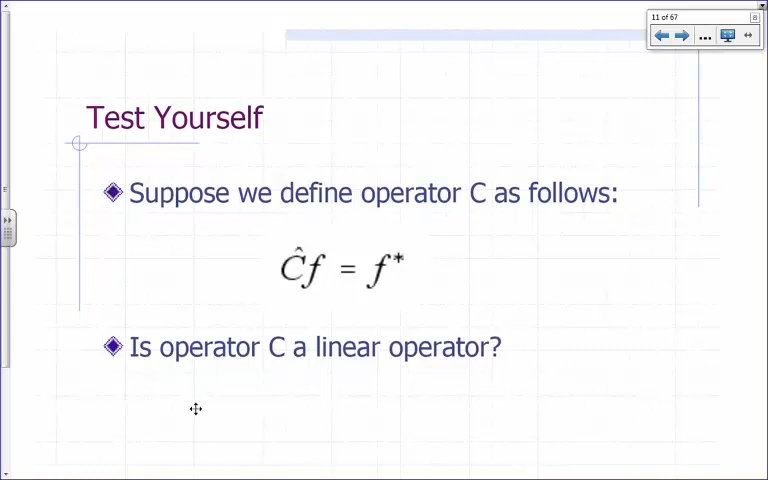 11 of 67
...
Test Yourself
Suppose we define operator C as follows:
Ĉf = f*
Is operator C a linear operator?